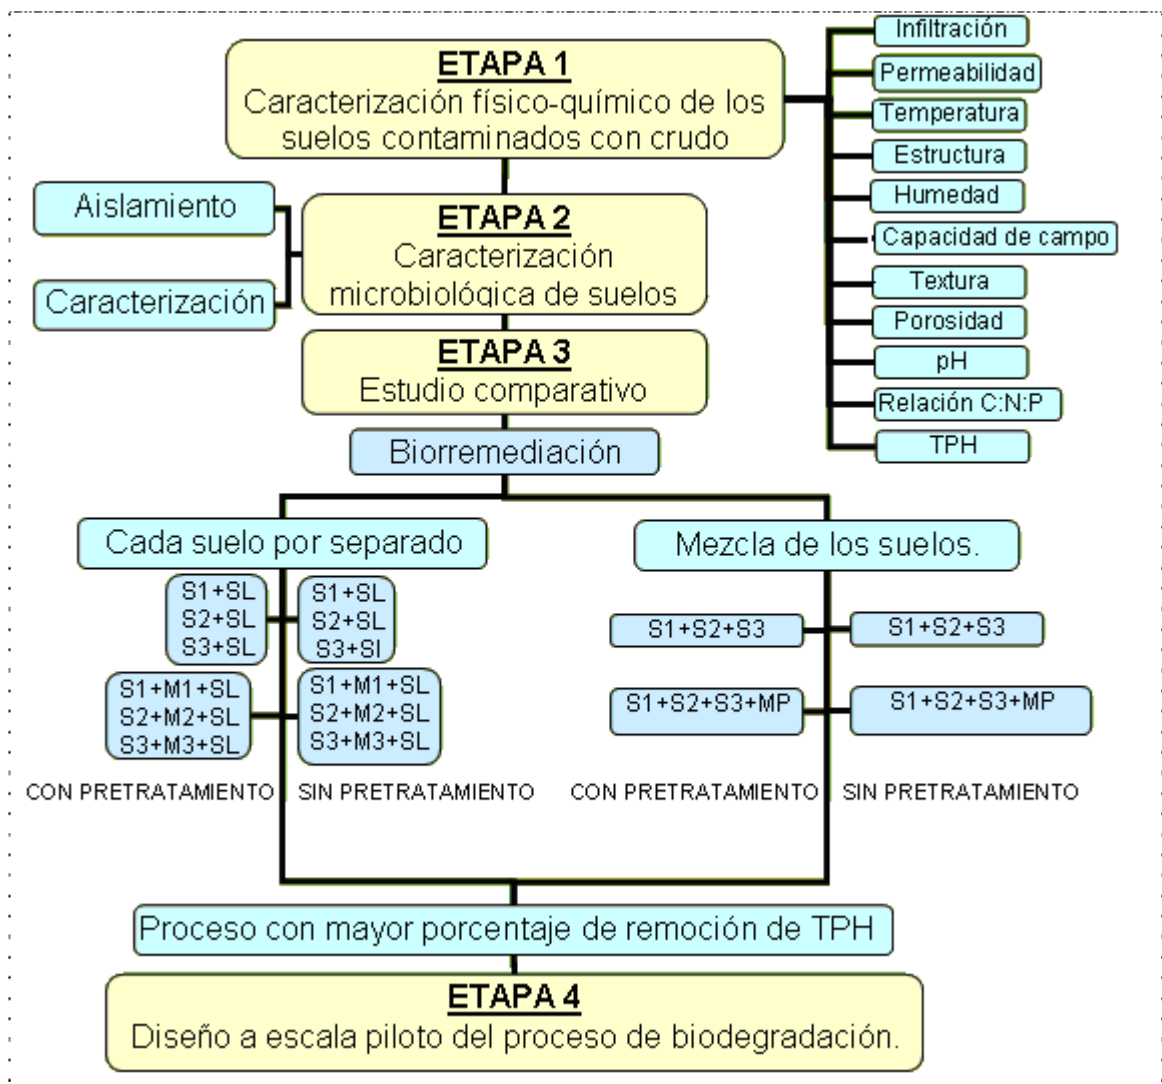 ETAPA 1
Caracterización físico-químico de los
suelos contaminados con crudo
Infiltración
Permeabilidad
Temperatura
Estructura
Humedad
Capacidad de campo
Textura
Porosidad
pH
Relación C:N:P
TPH
Aislamiento
Caracterización
ETAPA 2
Caracterización
microbiológica de suelos
ETAPA 3
Estudio comparativo
Biorremediación
Cada suelo por separado
S1+SL
S2+SL
S3+SL
S1+SL
S2+SL
S3+Sl
S1+M1+SL
S2+M2+SL
S3+M3+SL
S1+M1+SL
S2+M2+SL
S3+M3+SL
CON PRETRATAMIENTO
SIN PRETRATAMIENTO
Mezcla de los suelos.
S1+S2+S3
S1+S2+S3
S1+S2+S3+MP
S1+S2+S3+MP
CON PRETRATAMIENTO
SIN PRETRATAMIENTO
Proceso con mayor porcentaje de remoción de TPH
ETAPA 4
Diseño a escala piloto del proceso de biodegradación.